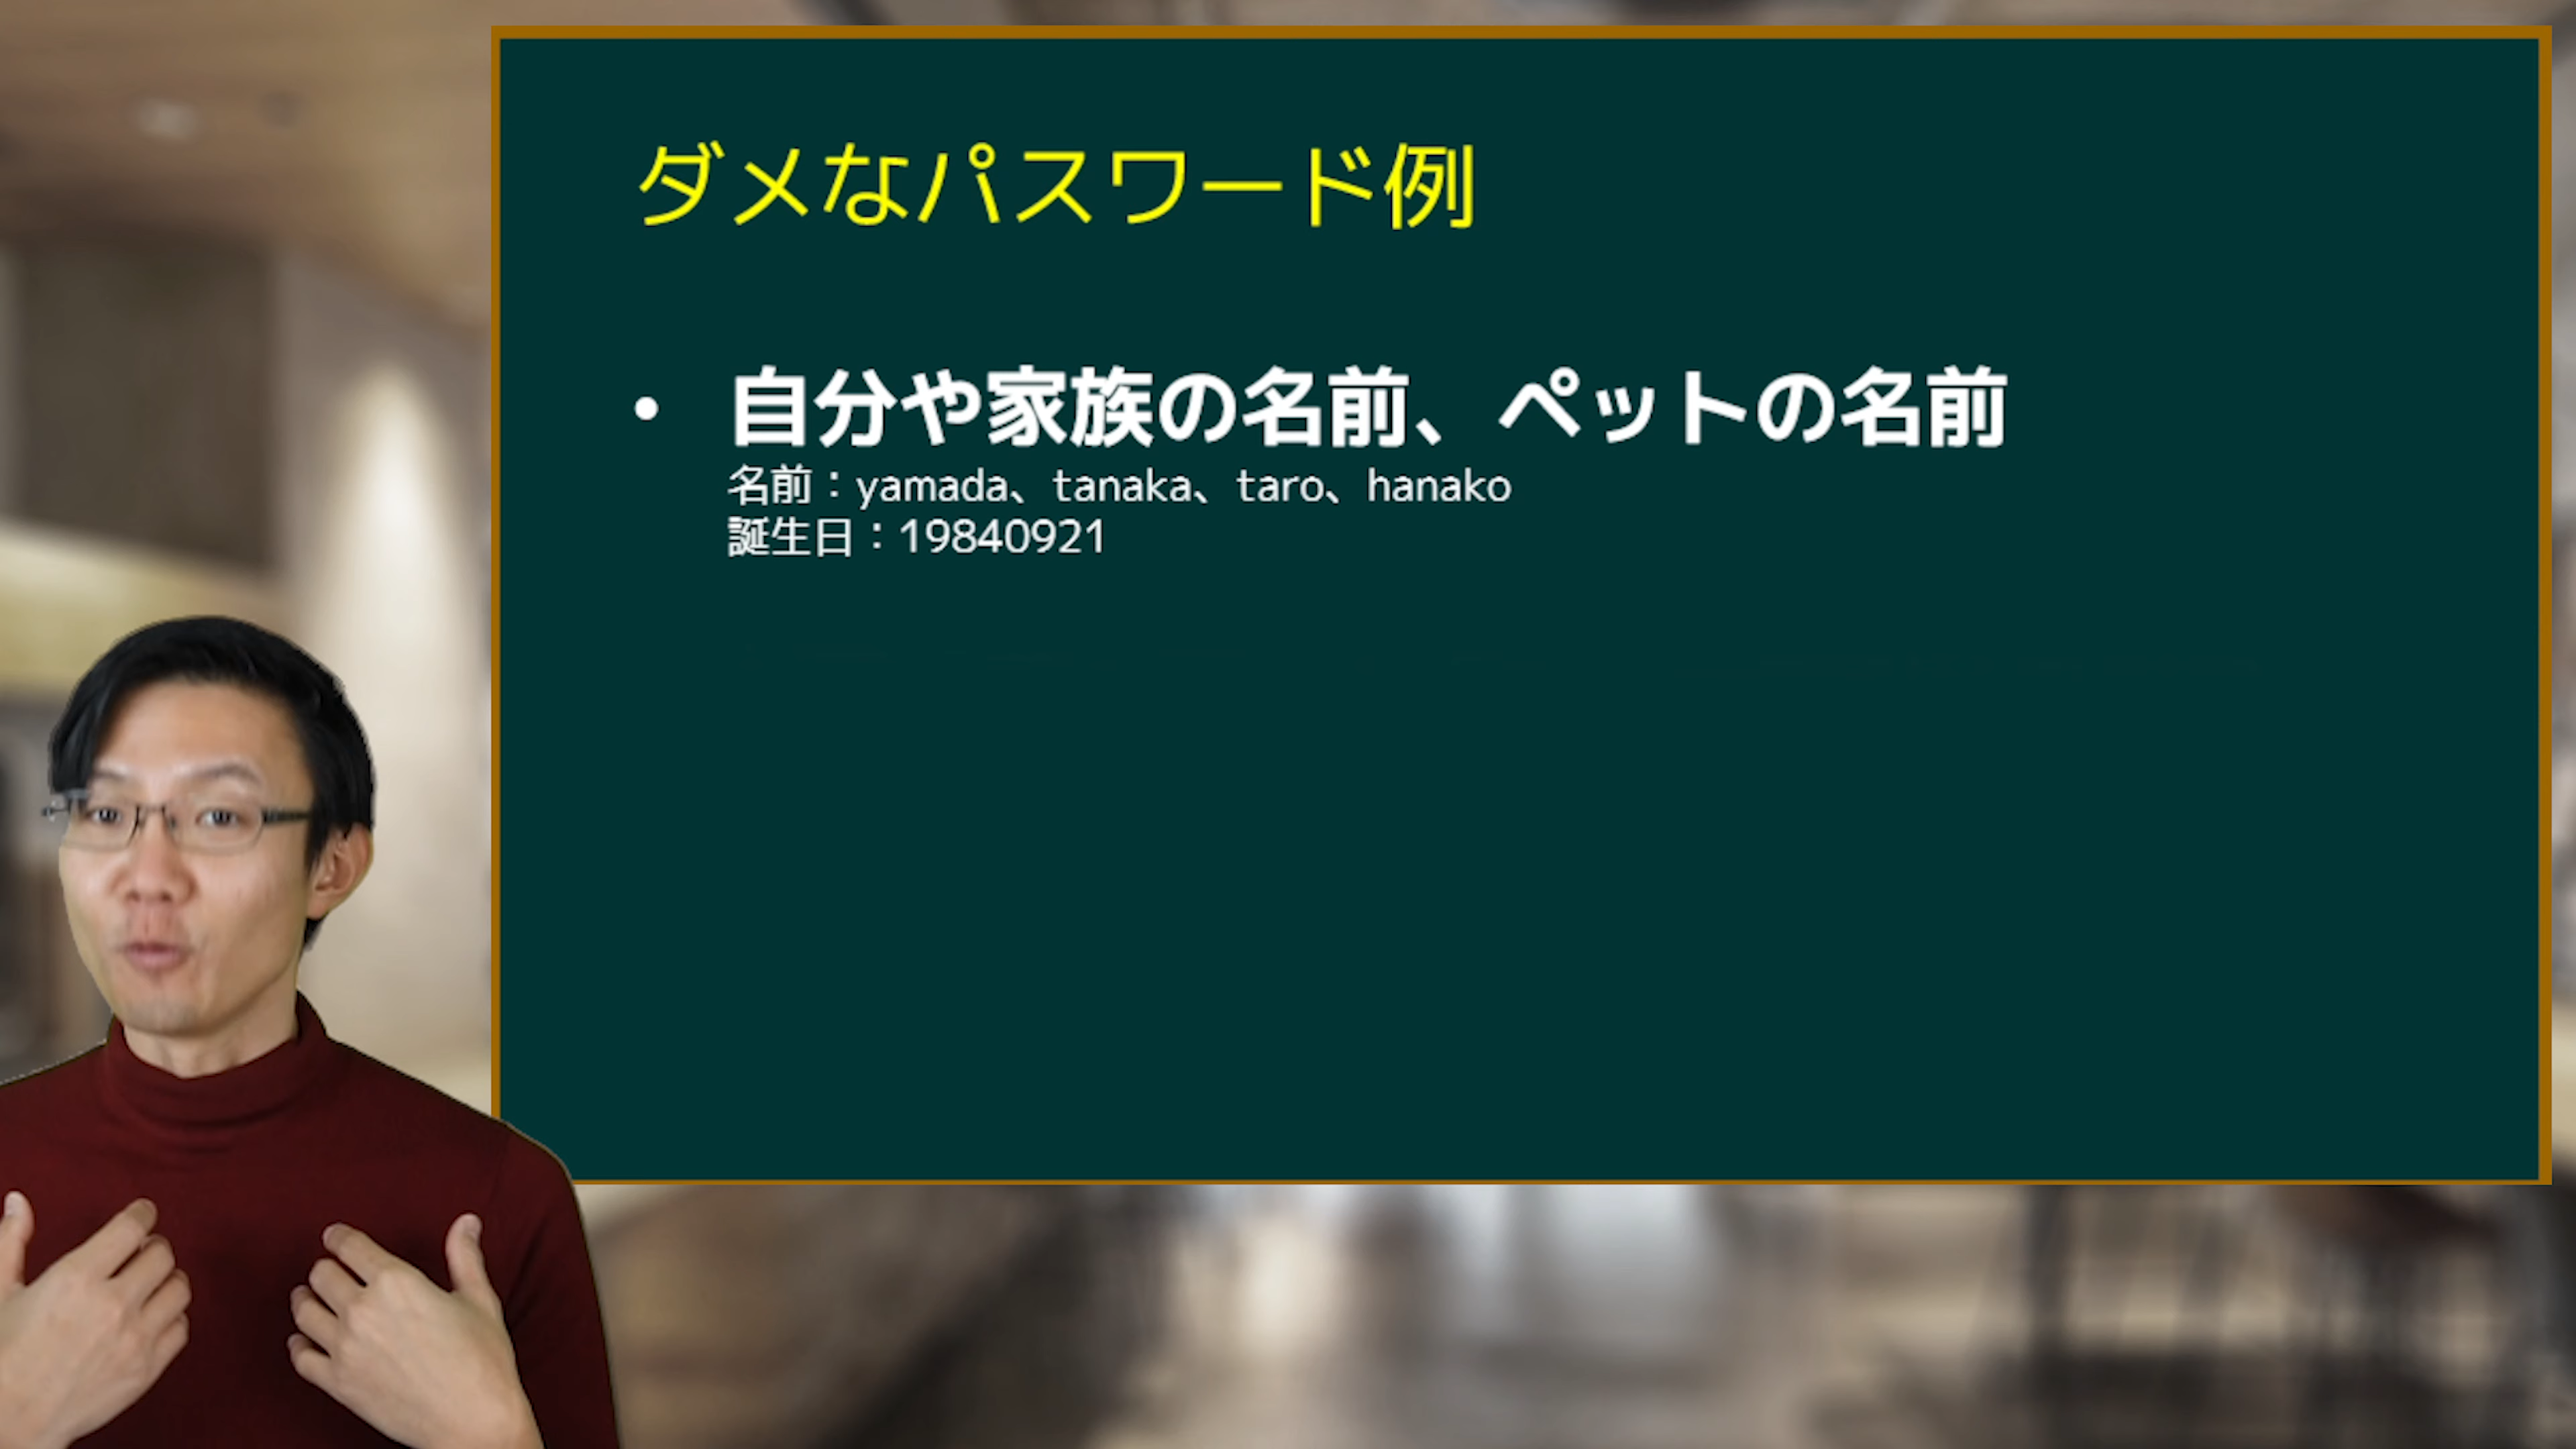 ダメなパスワード例
• 自分や家族の名前、ペットの名前
名前：yamada、tanaka、taro、hanako
誕生日：19840921